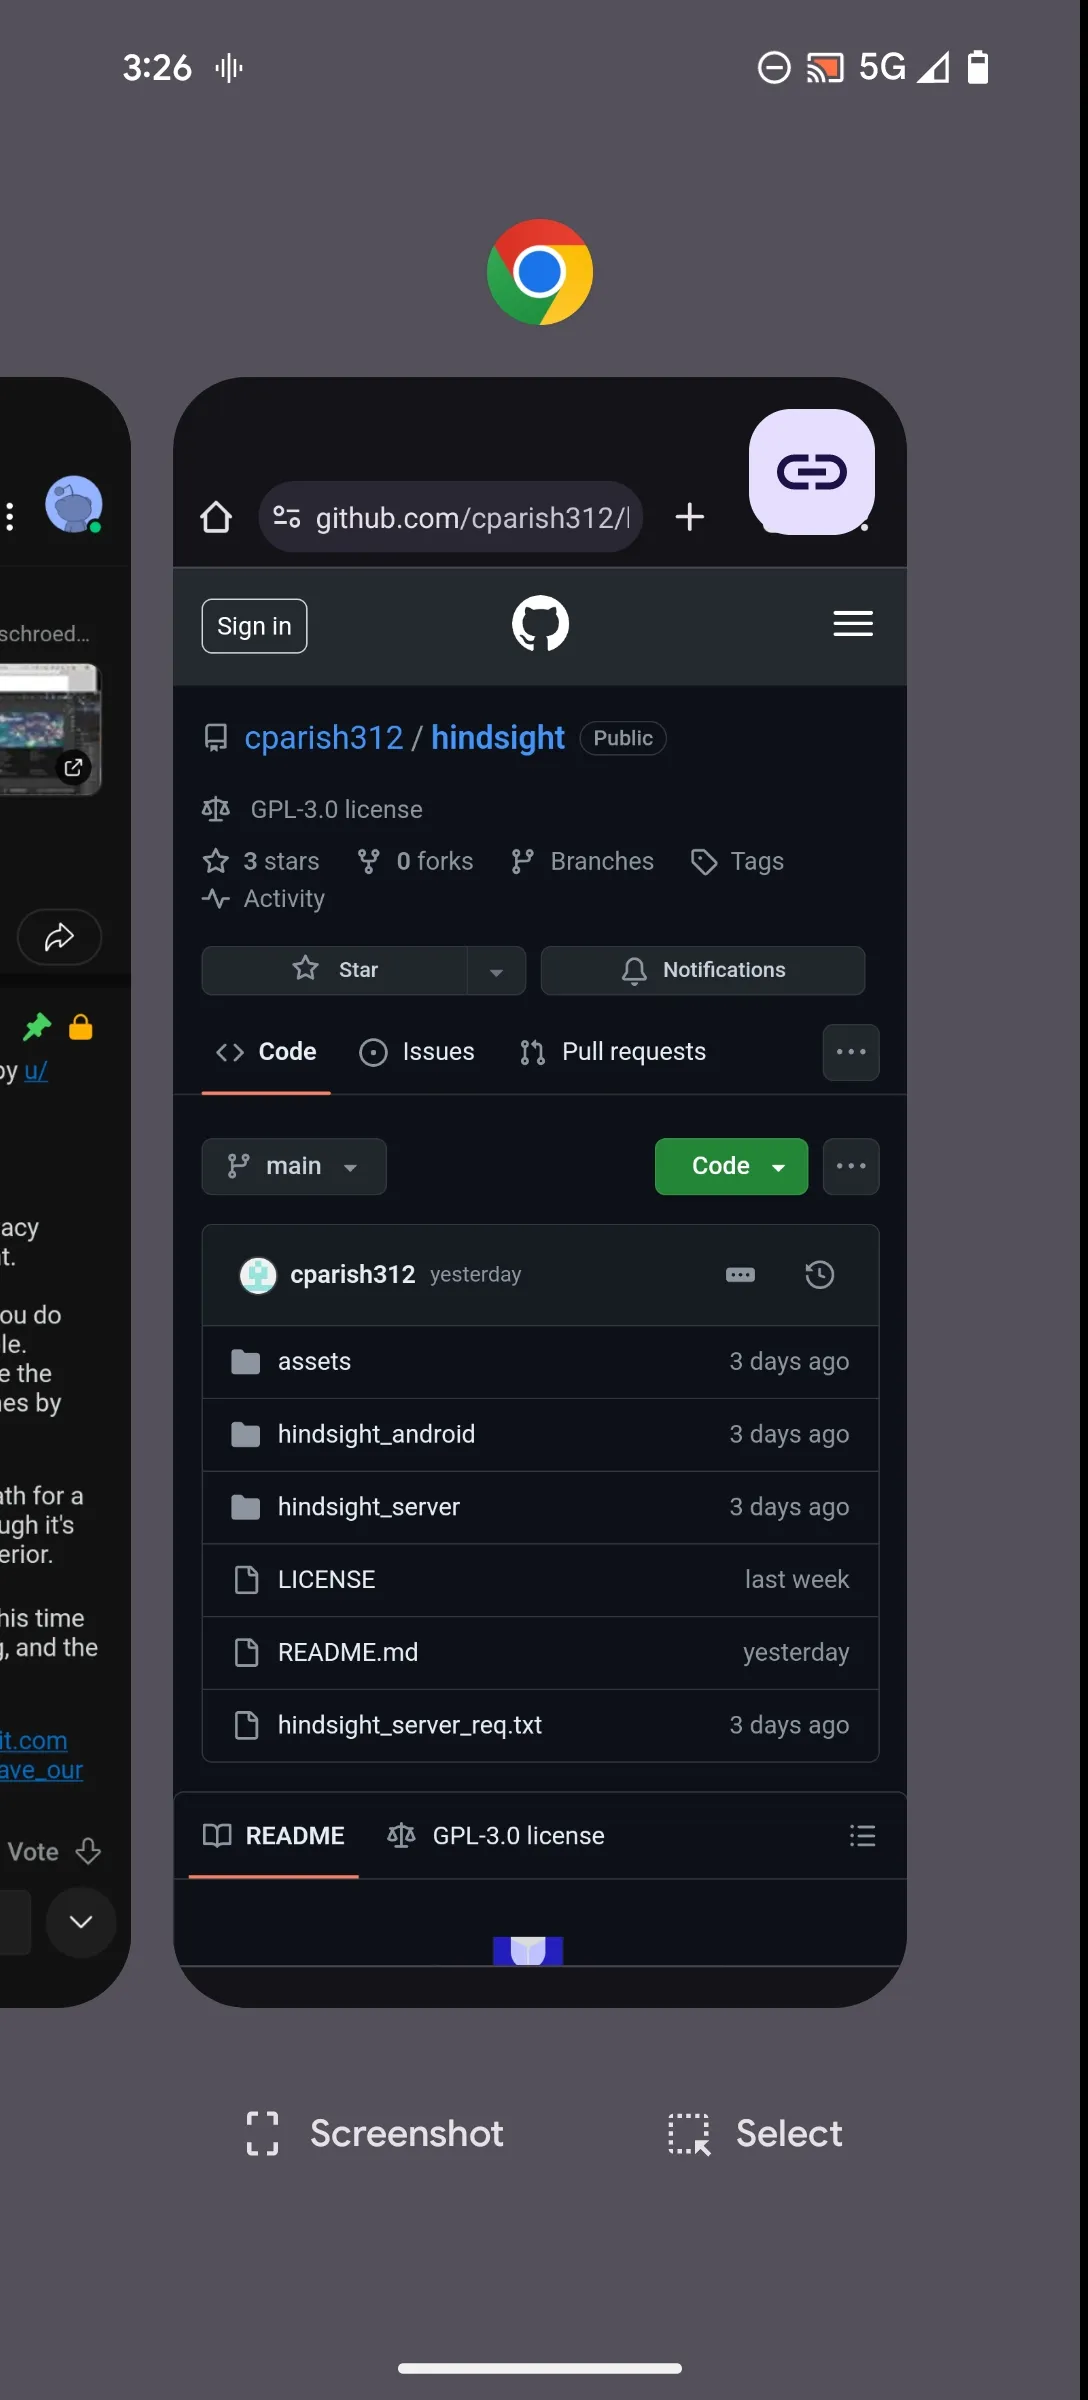 3:26
5G
github.com/cparish312/
Sign in
cparish312 / hindsight Public
GPL-3.0 license
3 stars 0 forks Branches Tags
Activity
Star Notifications
Code Issues Pull requests
main Code
cparish312 yesterday
assets 3 days ago
hindsight_android 3 days ago
hindsight_server 3 days ago
LICENSE last week
README.md yesterday
hindsight_server_req.txt 3 days ago
README GPL-3.0 license
schroed...
by u/
acy
t.
ou do
le.
e the
nes by
ath for a
ugh it's
erior.
his time
g, and the
it.com
ave_our
Vote
Screenshot Select